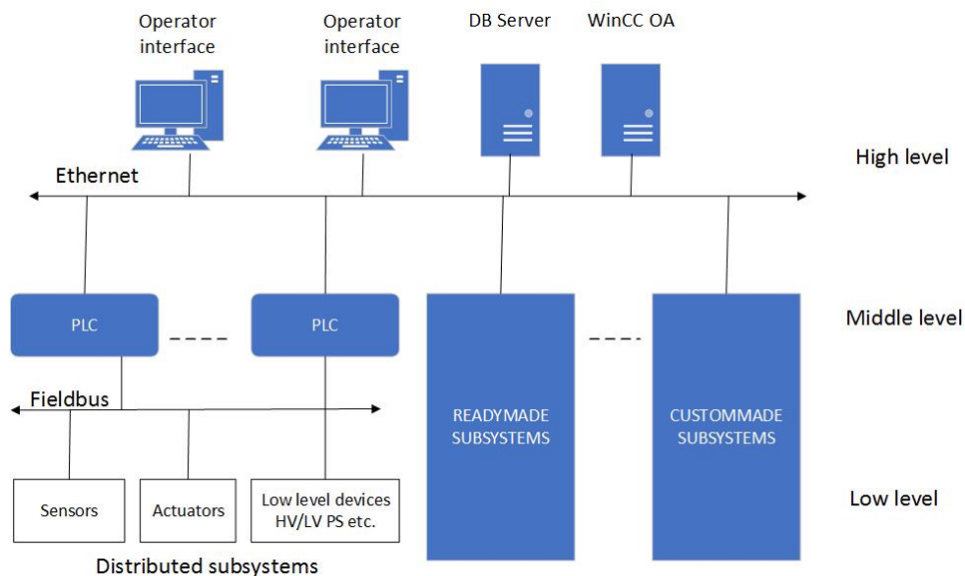 Operator
interface
Operator
interface
DB Server
WinCC OA
High level
Ethernet
PLC
PLC
Middle level
Fieldbus
READYMADE
SUBSYSTEMS
CUSTOMMADE
SUBSYSTEMS
Sensors
Actuators
Low level devices
HV/LV PS etc.
Low level
Distributed subsystems